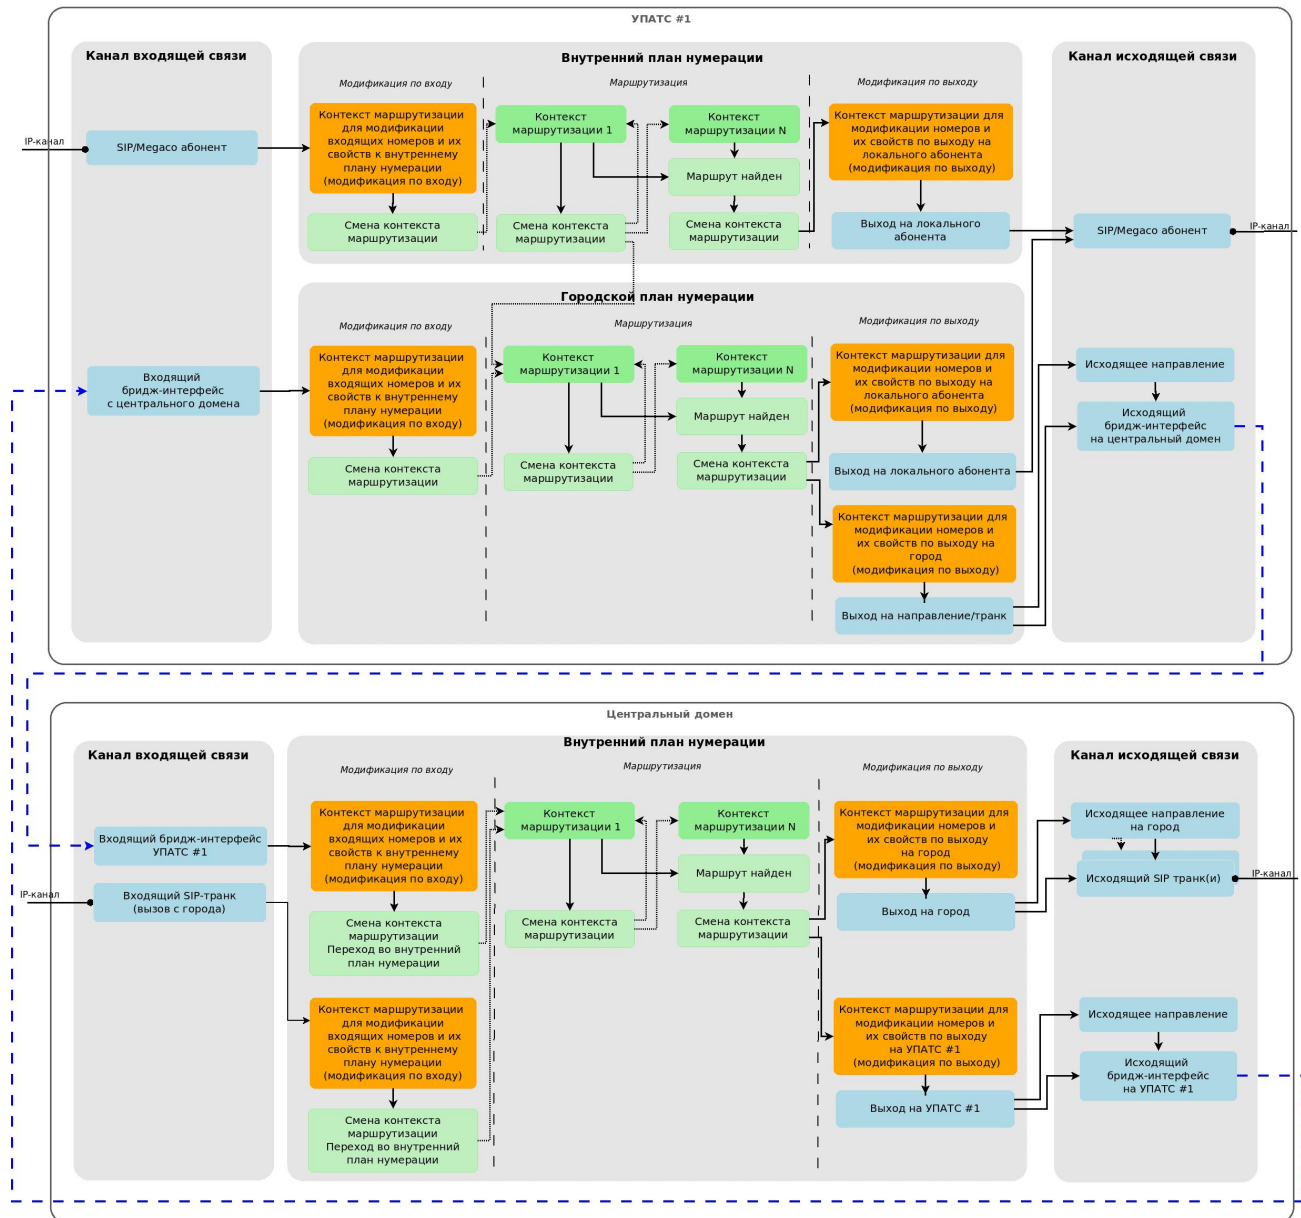 УПАТС #1
Канал входящей связи
IP-канал
SIP/Megaco абонент
Входящий
бридж-интерфейс
с центрального домена
Внутренний план нумерации
Модификация по входу
Маршрутизация
Модификация по выходу
Контекст маршрутизации
для модификации
входящих номеров и их
свойств к внутреннему
плану нумерации
(модификация по входу)
Смена контекста
маршрутизации
Контекст
маршрутизации 1
Смена контекста
маршрутизации
Контекст
маршрутизации N
Маршрут найден
Смена контекста
маршрутизации
Контекст маршрутизации для
модификации номеров и
их свойств по выходу на
локального абонента
(модификация по выходу)
Выход на локального
абонента
Городской план нумерации
Модификация по входу
Маршрутизация
Модификация по выходу
Контекст маршрутизации
для модификации
входящих номеров и их
свойств к внутреннему
плану нумерации
(модификация по входу)
Смена контекста
маршрутизации
Контекст
маршрутизации 1
Смена контекста
маршрутизации
Контекст
маршрутизации N
Маршрут найден
Смена контекста
маршрутизации
Контекст маршрутизации для
модификации номеров и
их свойств по выходу на
локального абонента
(модификация по выходу)
Выход на локального абонента
Контекст маршрутизации для
модификации номеров и
их свойств по выходу на
город
(модификация по выходу)
Выход на направление/транк
Канал исходящей связи
SIP/Megaco абонент
IP-канал
Исходящее направление
Исходящий
бридж-интерфейс
на центральный домен
Центральный домен
Канал входящей связи
Входящий бридж-интерфейс
УПАТС #1
IP-канал
Входящий SIP-транк
(вызов с города)
Внутренний план нумерации
Модификация по входу
Маршрутизация
Модификация по выходу
Контекст маршрутизации
для модификации
входящих номеров и их
свойств к внутреннему
плану нумерации
(модификация по входу)
Смена контекста
маршрутизации
Переход во внутренний
план нумерации
Контекст маршрутизации
для модификации
входящих номеров и их
свойств к внутреннему
плану нумерации
(модификация по входу)
Смена контекста
маршрутизации
Переход во внутренний
план нумерации
Контекст
маршрутизации 1
Смена контекста
маршрутизации
Контекст
маршрутизации N
Маршрут найден
Смена контекста
маршрутизации
Контекст маршрутизации для
модификации номеров и
их свойств по выходу
на город
(модификация по выходу)
Выход на город
Контекст маршрутизации для
модификации номеров и
их свойств по выходу
на УПАТС #1
(модификация по выходу)
Выход на УПАТС #1
Канал исходящей связи
Исходящее направление
на город
Исходящий SIP транк(и)
IP-канал
Исходящее направление
Исходящий
бридж-интерфейс
на УПАТС #1